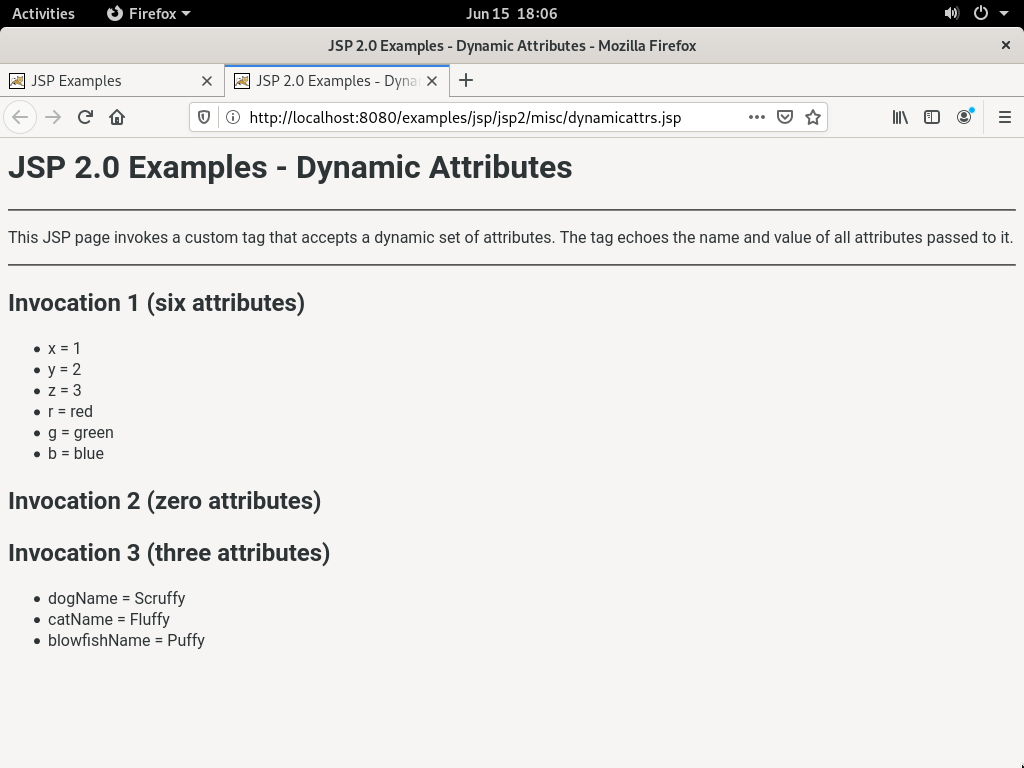 Activities
Firefox
Jun 15 18:06
JSP 2.0 Examples - Dynamic Attributes - Mozilla Firefox
JSP Examples
JSP 2.0 Examples - Dyna
http://localhost:8080/examples/jsp/jsp2/misc/dynamicattrs.jsp
JSP 2.0 Examples - Dynamic Attributes
This JSP page invokes a custom tag that accepts a dynamic set of attributes. The tag echoes the name and value of all attributes passed to it.
Invocation 1 (six attributes)
• x = 1
• y = 2
• z = 3
• r = red
• g = green
• b = blue
Invocation 2 (zero attributes)
Invocation 3 (three attributes)
• dogName = Scruffy
• catName = Fluffy
• blowfishName = Puffy